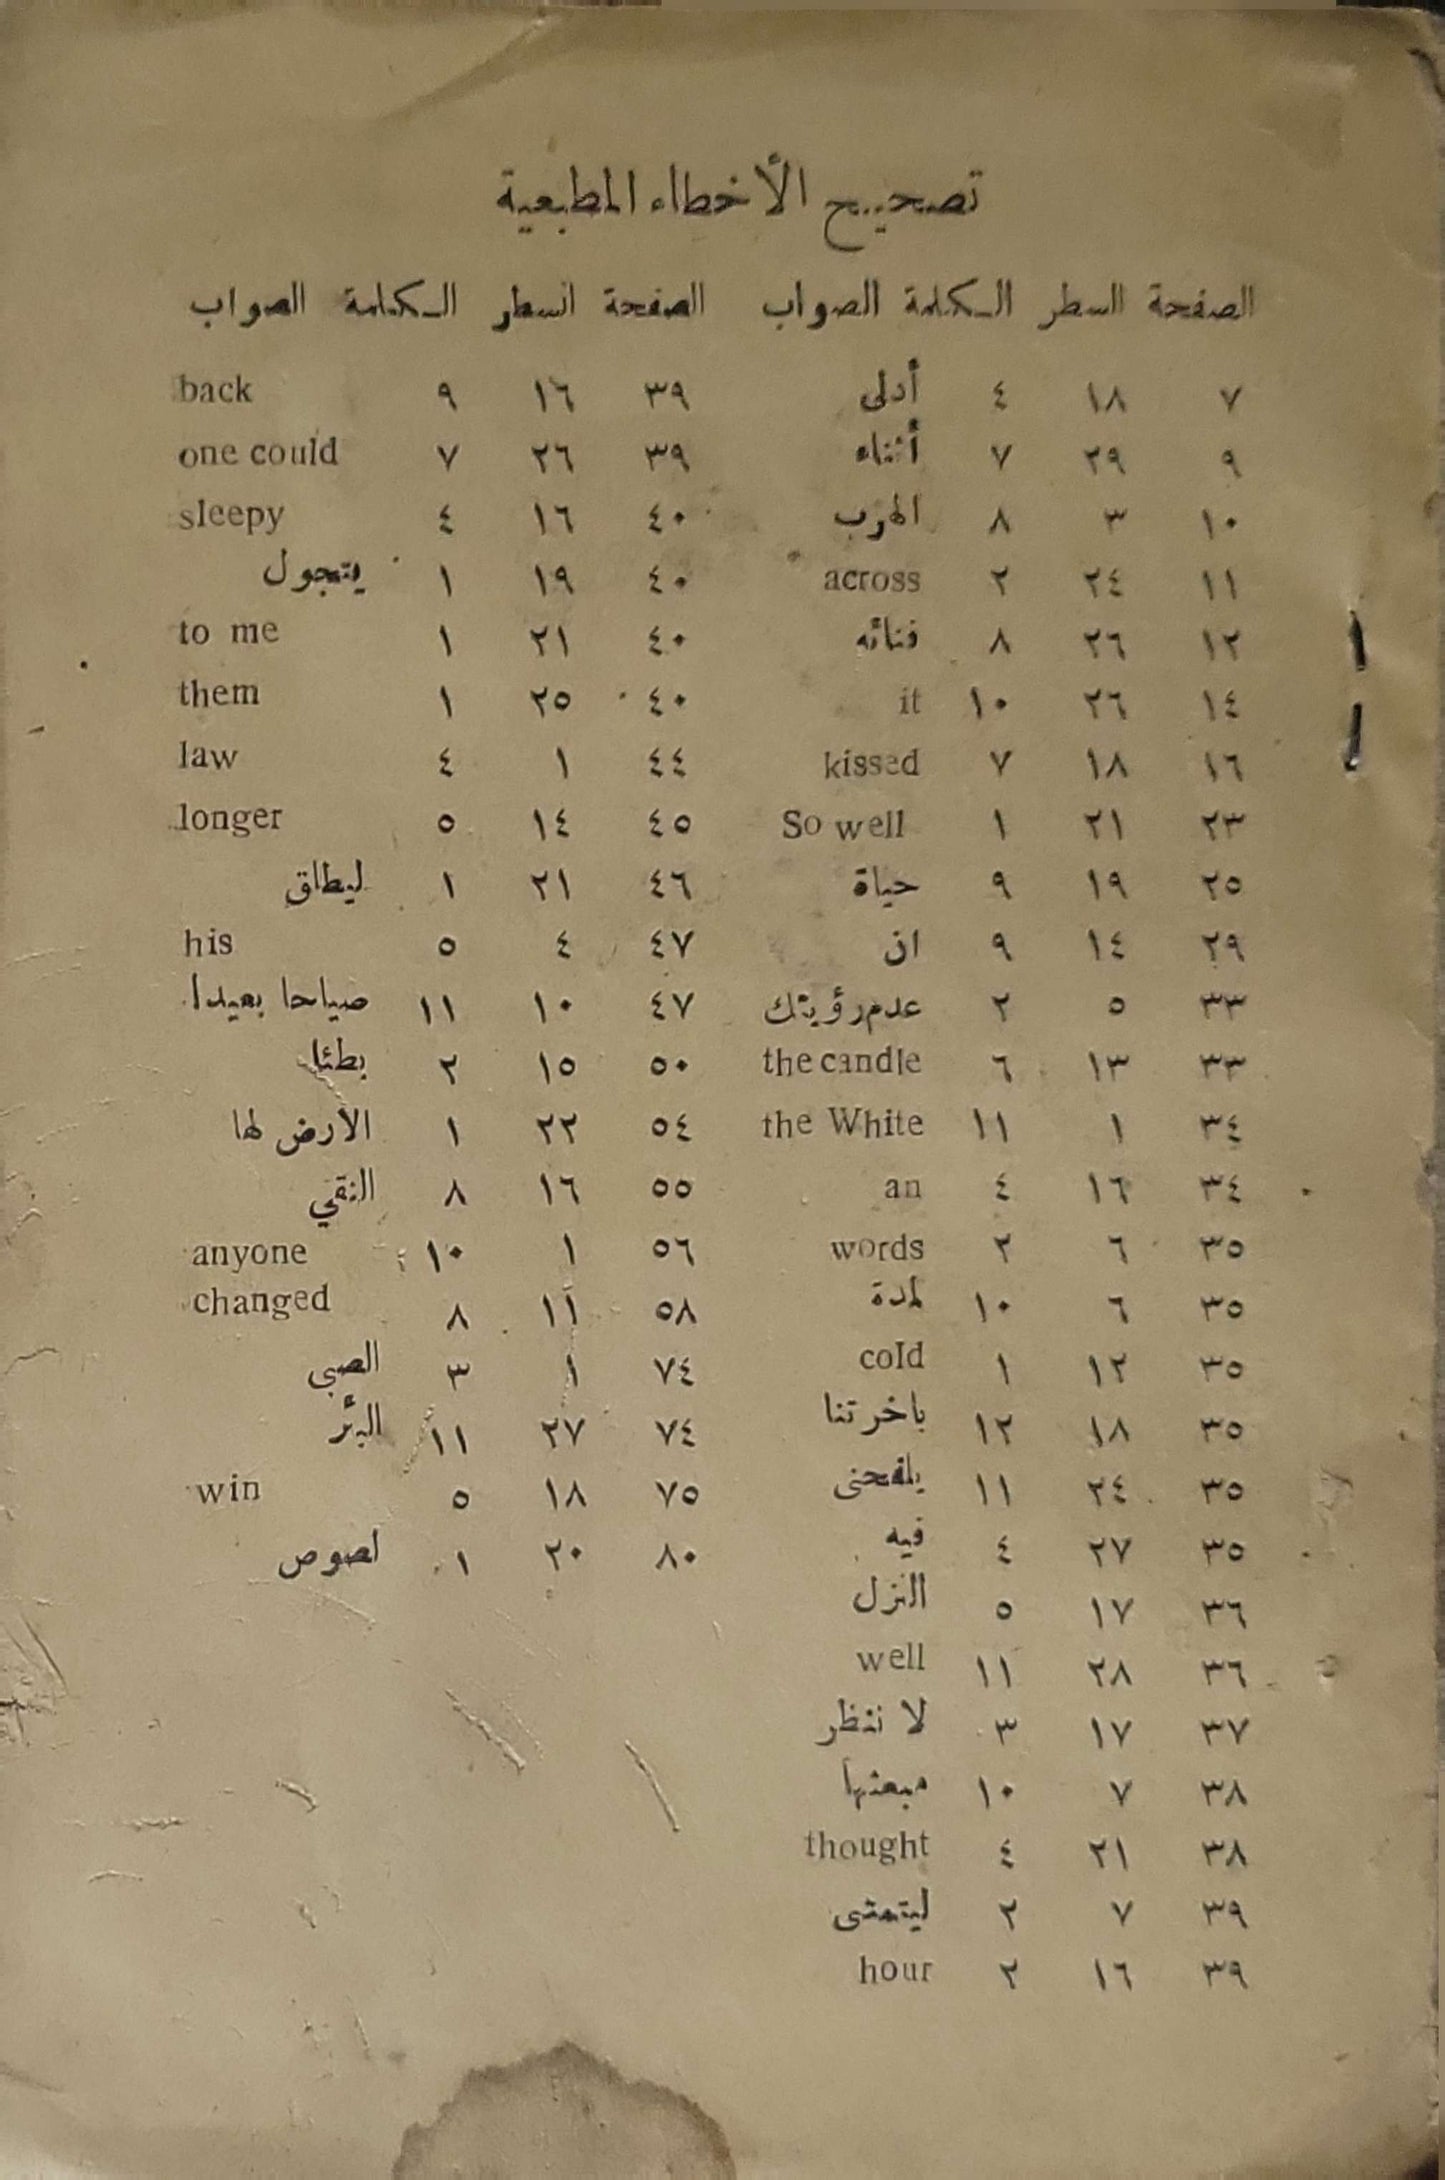 تصحيح الأخطاء المطبعية
الصفحة السطر الكلمة الصواب
٧ ١٨ ٤ أدلى
٩ ٢٩ ٧ أثناء
١٠ ٣ ٨ الهرب
١١ ٢٤ ٢ across
١٢ ٢٦ ٨ فنائه
١٤ ٢٦ ١٠ it
١٦ ١٨ ٧ kissed
٢٣ ٢١ ١ So well
٢٥ ١٩ ٩ حياة
٢٩ ١٤ ٩ ان
٣٣ ٥ ٢ عدم رؤيتك
٣٣ ١٣ ٦ the candle
٣٤ ١ ١١ the White
٣٤ ١٦ ٤ an
٣٥ ٦ ٢ words
٣٥ ٦ ١٠ لمدة
٣٥ ١٢ ١ cold
٣٥ ١٨ ١٢ باخرتنا
٣٥ ٢٤ ١١ يلفحنى
٣٥ ٢٧ ٤ فيه
٣٦ ١٧ ٥ النزل
٣٦ ٢٨ ١١ well
٣٧ ١٧ ٣ لا ننظر
٣٨ ٧ ١٠ مبعثها
٣٨ ٢١ ٤ thought
٣٩ ٧ ٢ ليتمشى
٣٩ ١٦ ٢ hour
الصفحة السطر الكلمة الصواب
٣٩ ١٦ ٩ back
٣٩ ٢٦ ٧ one could
٤٠ ١٦ ٤ sleepy
٤٠ ١٩ ١ يتجول
٤٠ ٢١ ١ to me
٤٠ ٢٥ ١ them
٤٤ ١ ٤ law
٤٥ ١٤ ٥ longer
٤٦ ٢١ ١ ليطلق
٤٧ ٤ ٥ his
٤٧ ١٠ ١١ صياحا بعيدا
٥٠ ١٥ ٢ بطئا
٥٤ ٢٢ ١ الأرض لها
٥٥ ١٦ ٨ النقي
٥٦ ١ ١٠ anyone
٥٨ ١١ ٨ changed
٧٤ ١ ٣ الصبى
٧٤ ٢٧ ١١ البئر
٧٥ ١٨ ٥ win
٨٠ ٢٠ ١ لصوص